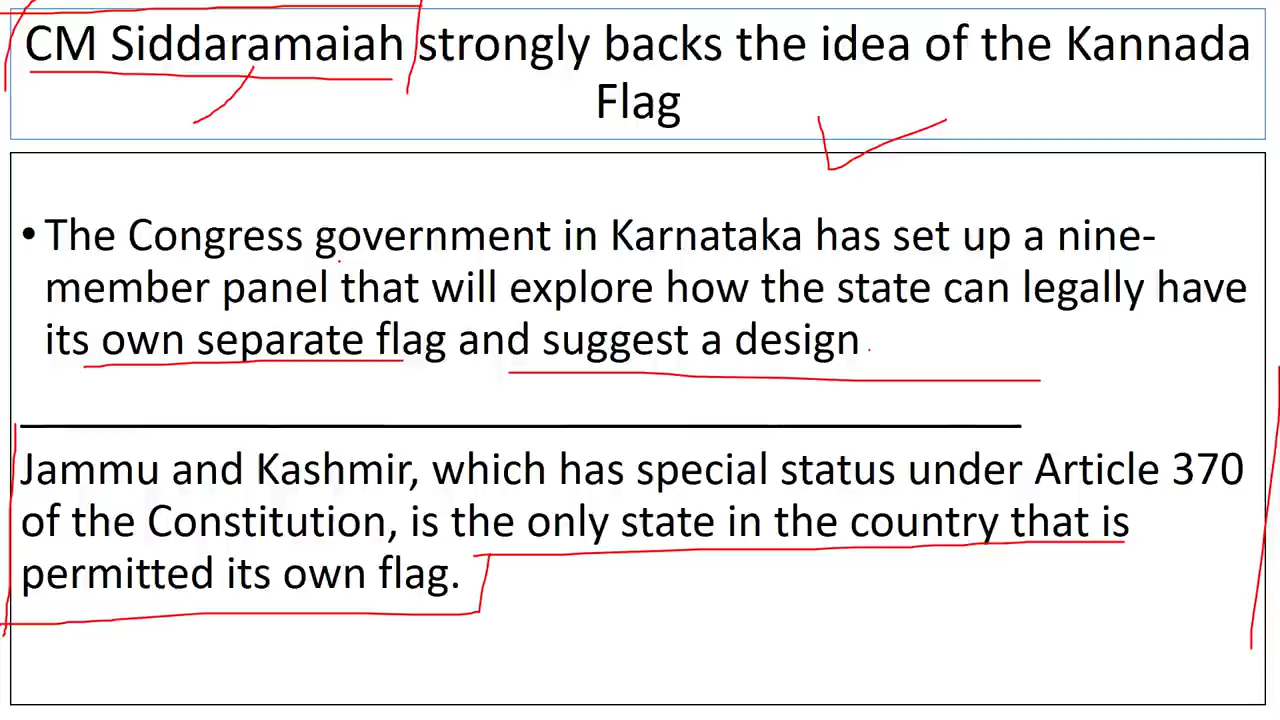 CM Siddaramaiah strongly backs the idea of the Kannada
Flag
• The Congress government in Karnataka has set up a nine-
member panel that will explore how the state can legally have
its own separate flag and suggest a design
Jammu and Kashmir, which has special status under Article 370
of the Constitution, is the only state in the country that is
permitted its own flag.